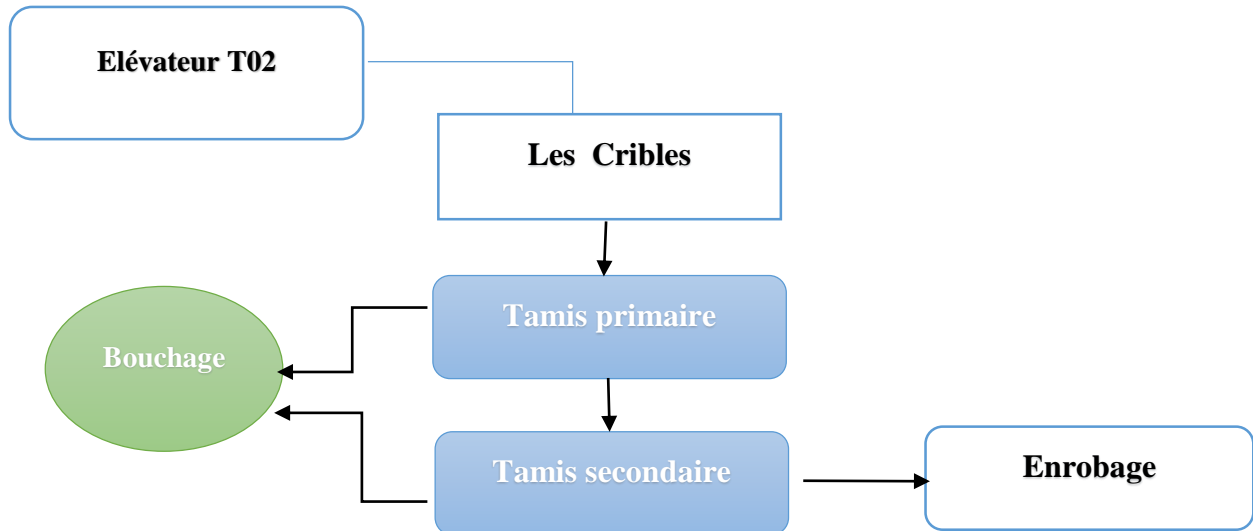 Elévateur T02
Les Cribles
Tamis primaire
Bouchage
Tamis secondaire
Enrobage